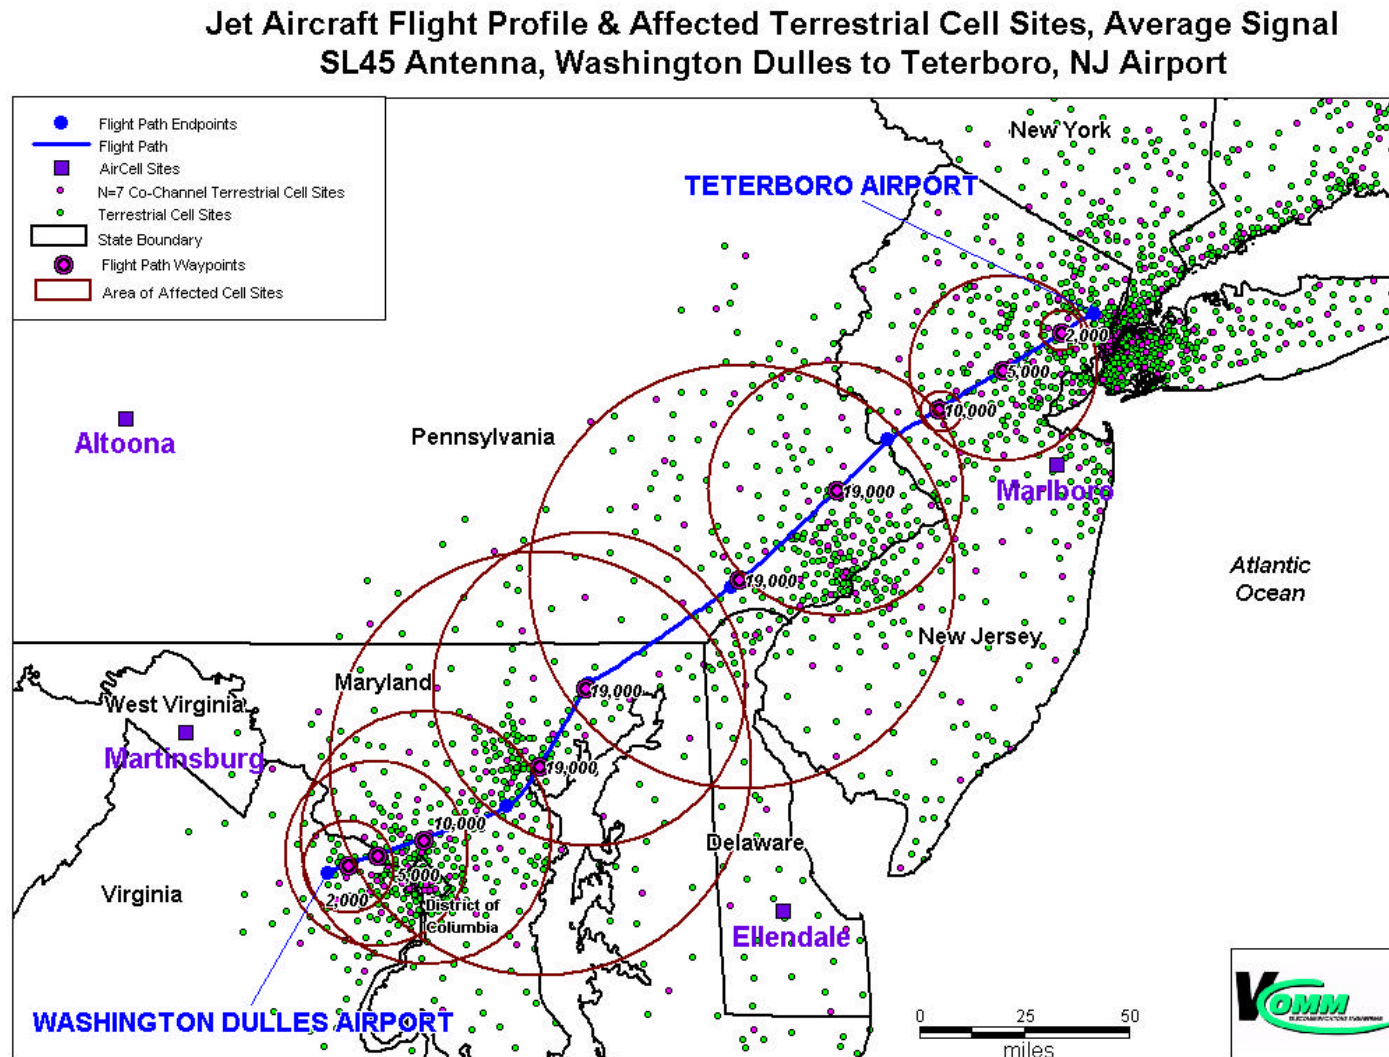 Jet Aircraft Flight Profile & Affected Terrestrial Cell Sites, Average Signal
SL45 Antenna, Washington Dulles to Teterboro, NJ Airport
Flight Path Endpoints
Flight Path
AirCell Sites
N=7 Co-Channel Terrestrial Cell Sites
Terrestrial Cell Sites
State Boundary
Flight Path Waypoints
Area of Affected Cell Sites
New York
TETERBORO AIRPORT
2,000
5,000
10,000
Altoona
Pennsylvania
19,000
Marlboro
Atlantic
Ocean
19,000
New Jersey
Maryland
19,000
West Virginia
Martinsburg
19,000
10,000
Delaware
5,000
Virginia
2,000
District of
Columbia
Ellendale
WASHINGTON DULLES AIRPORT
0 25 50
miles
VCOMM